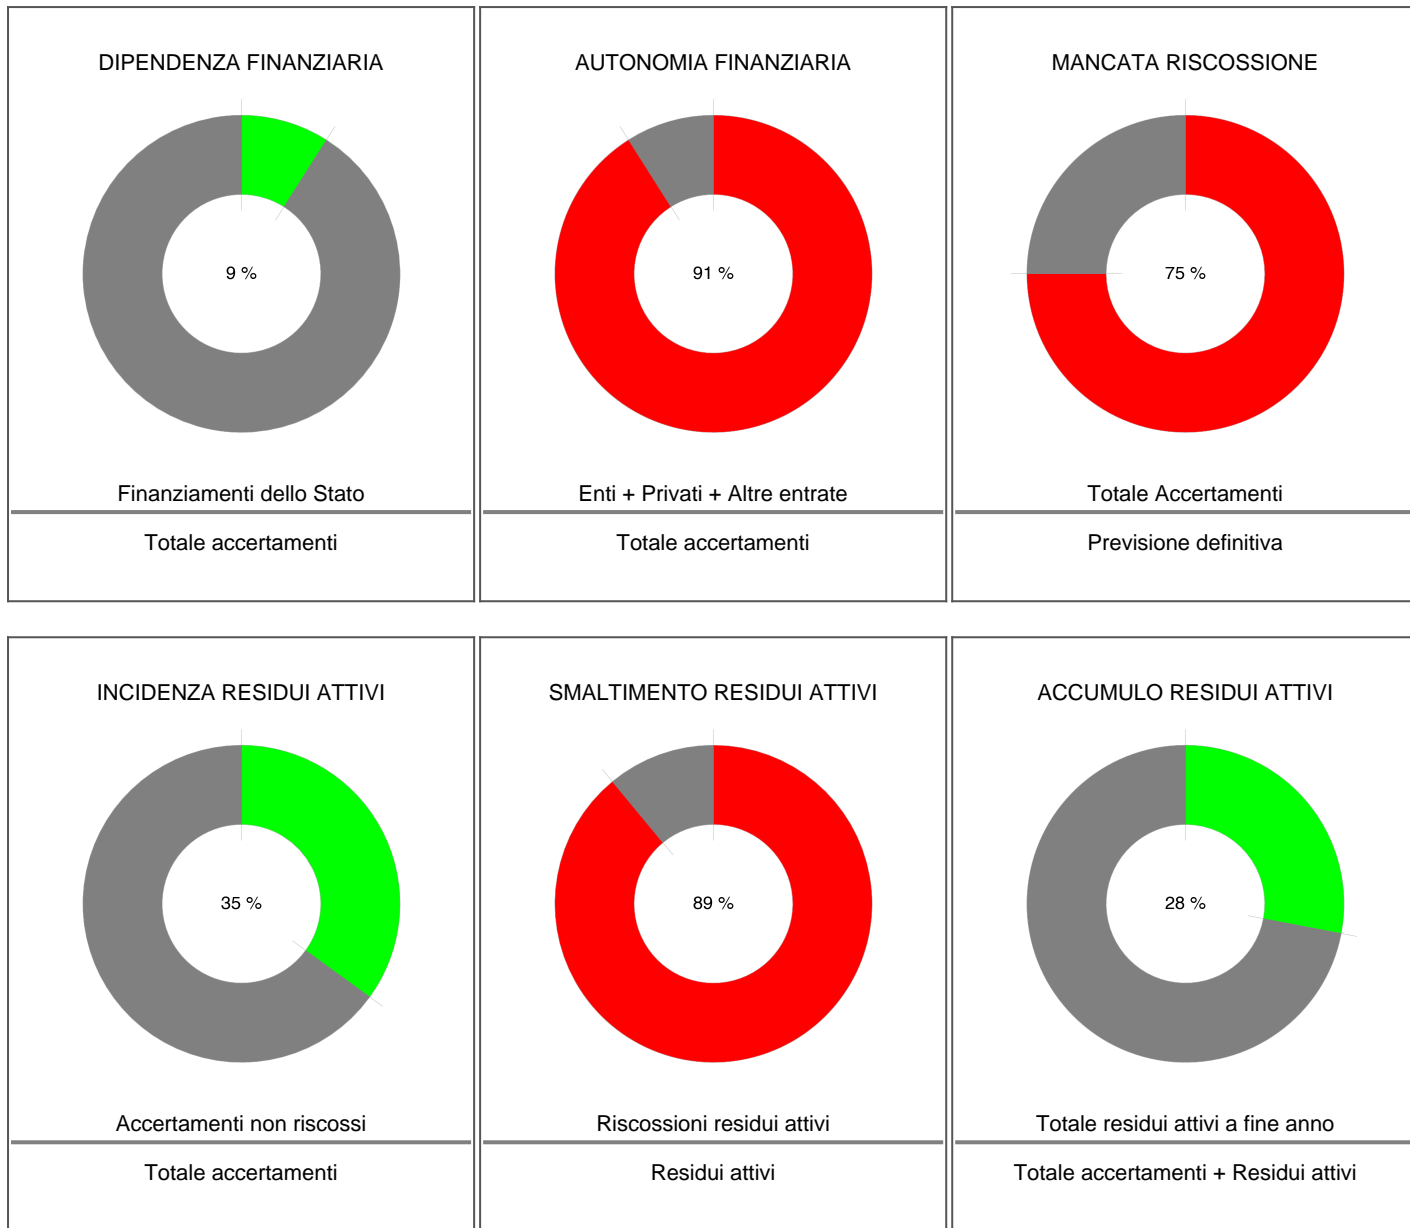 DIPENDENZA FINANZIARIA
9 %
Finanziamenti dello Stato
Totale accertamenti
AUTONOMIA FINANZIARIA
91 %
Enti + Privati + Altre entrate
Totale accertamenti
MANCATA RISCOSSIONE
75 %
Totale Accertamenti
Previsione definitiva
INCIDENZA RESIDUI ATTIVI
35 %
Accertamenti non riscossi
Totale accertamenti
SMALTIMENTO RESIDUI ATTIVI
89 %
Riscossioni residui attivi
Residui attivi
ACCUMULO RESIDUI ATTIVI
28 %
Totale residui attivi a fine anno
Totale accertamenti + Residui attivi